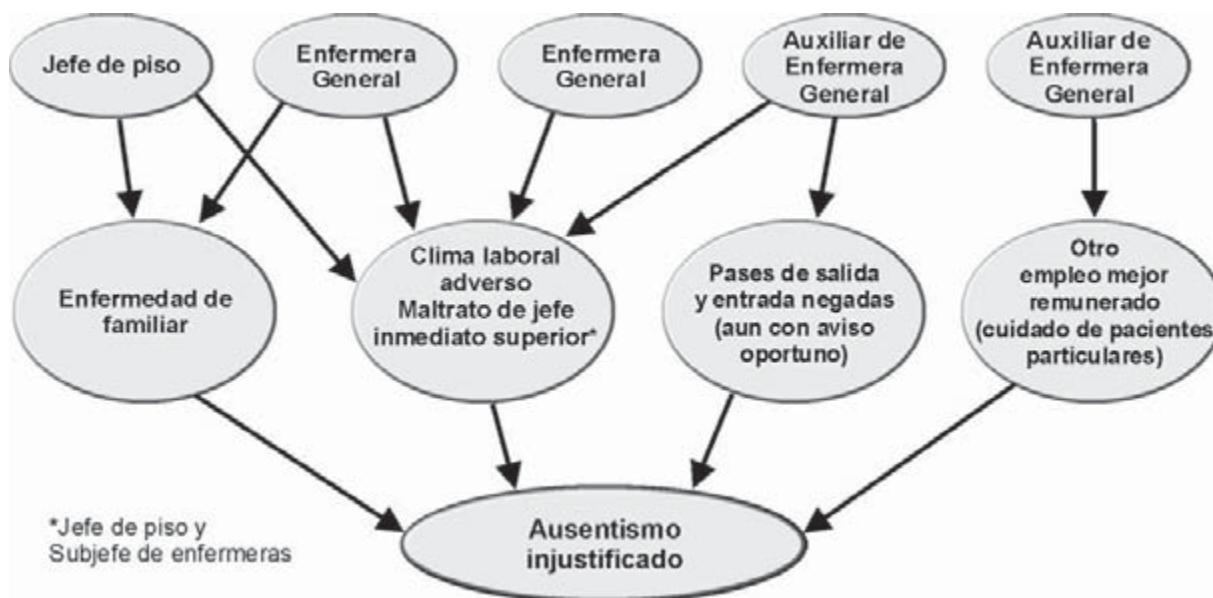 Jefe de piso
Enfermera
General
Enfermera
General
Auxiliar de
Enfermera
General
Auxiliar de
Enfermera
General
Enfermedad de
familiar
Clima laboral
adverso
Maltrato de jefe
inmediato superior*
Pases de salida
y entrada negadas
(aun con aviso
oportuno)
Otro
empleo mejor
remunerado
(cuidado de pacientes
particulares)
Ausentismo
injustificado
*Jefe de piso y
Subjefe de enfermeras